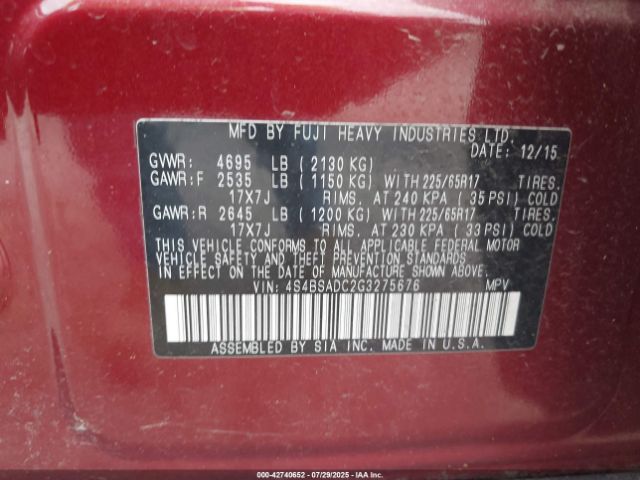 MFD BY FUJI HEAVY INDUSTRIES LTD.
DATE: 12/15
GVWR: 4695 LB (2130 KG)
GAWR:F 2535 LB (1150 KG) WITH 225/65R17 TIRES.
17X7J RIMS. AT 240 KPA (35 PSI) COLD
GAWR:R 2645 LB (1200 KG) WITH 225/65R17 TIRES.
17X7J RIMS. AT 230 KPA (33 PSI) COLD
THIS VEHICLE CONFORMS TO ALL APPLICABLE FEDERAL MOTOR
VEHICLE SAFETY AND THEFT PREVENTION STANDARDS
IN EFFECT ON THE DATE OF MANUFACTURE SHOWN ABOVE.
VIN: 4S4BSADC2G3275676 MPV
ASSEMBLED BY SIA INC. MADE IN U.S.A.
000-42740652 07/29/2025 IAAI.COM